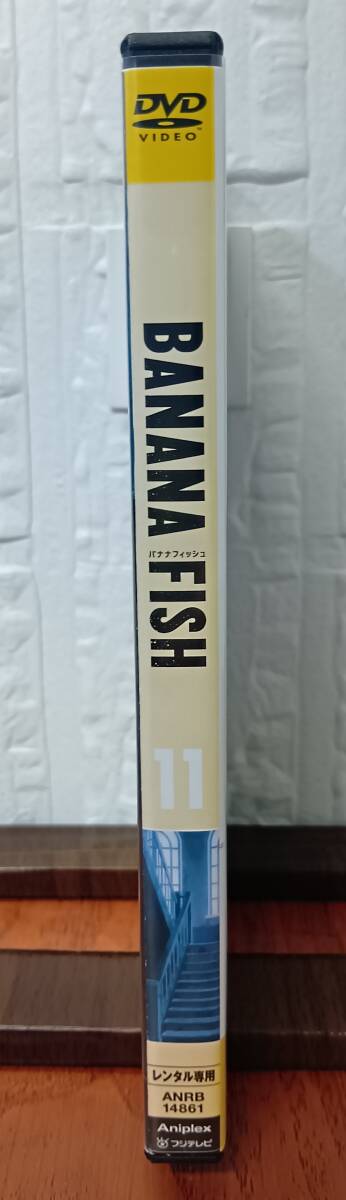 DVD
VIDEO™
BANANA FISH
バナナフィッシュ
11
レンタル専用
ANRB
14861
Aniplex
フジテレビ